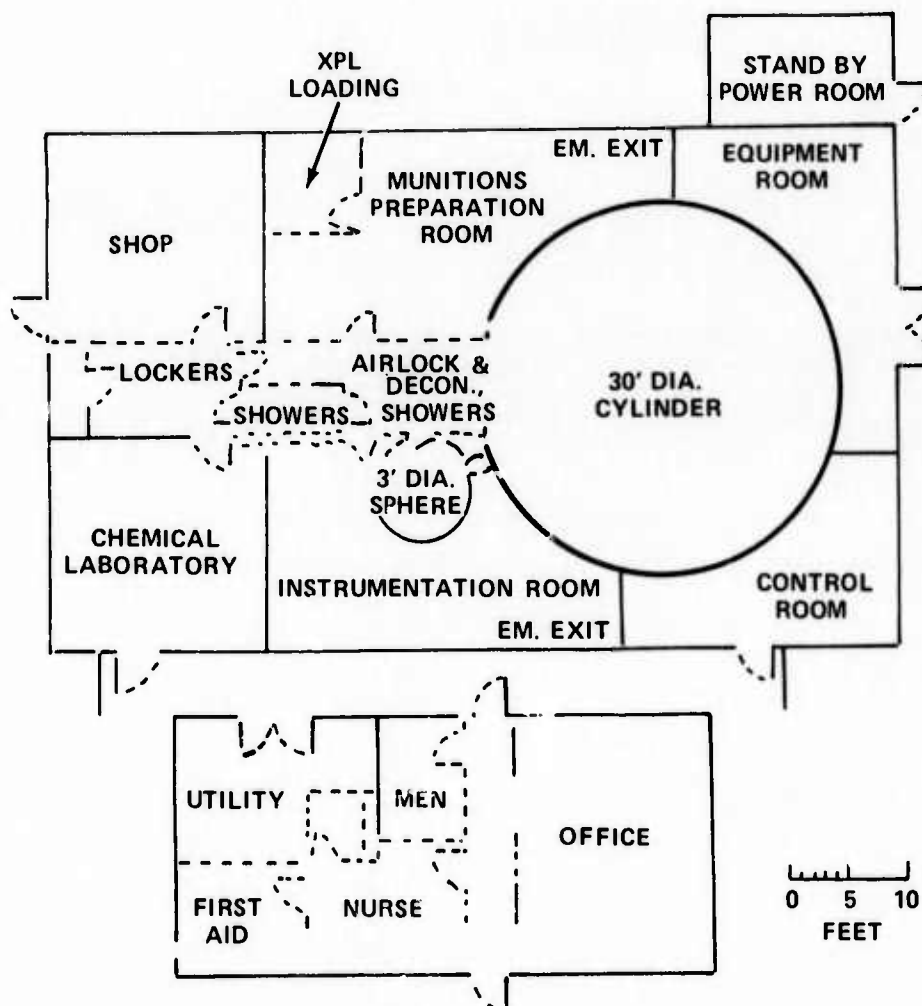 XPL
LOADING
STAND BY
POWER ROOM
EM. EXIT
EQUIPMENT
ROOM
MUNITIONS
PREPARATION
ROOM
SHOP
LOCKERS
AIRLOCK &
DECON.
SHOWERS
SHOWERS
30' DIA.
CYLINDER
3' DIA.
SPHERE
CHEMICAL
LABORATORY
INSTRUMENTATION ROOM
CONTROL
ROOM
EM. EXIT
UTILITY
MEN
OFFICE
FIRST
AID
NURSE
0 5 10
FEET